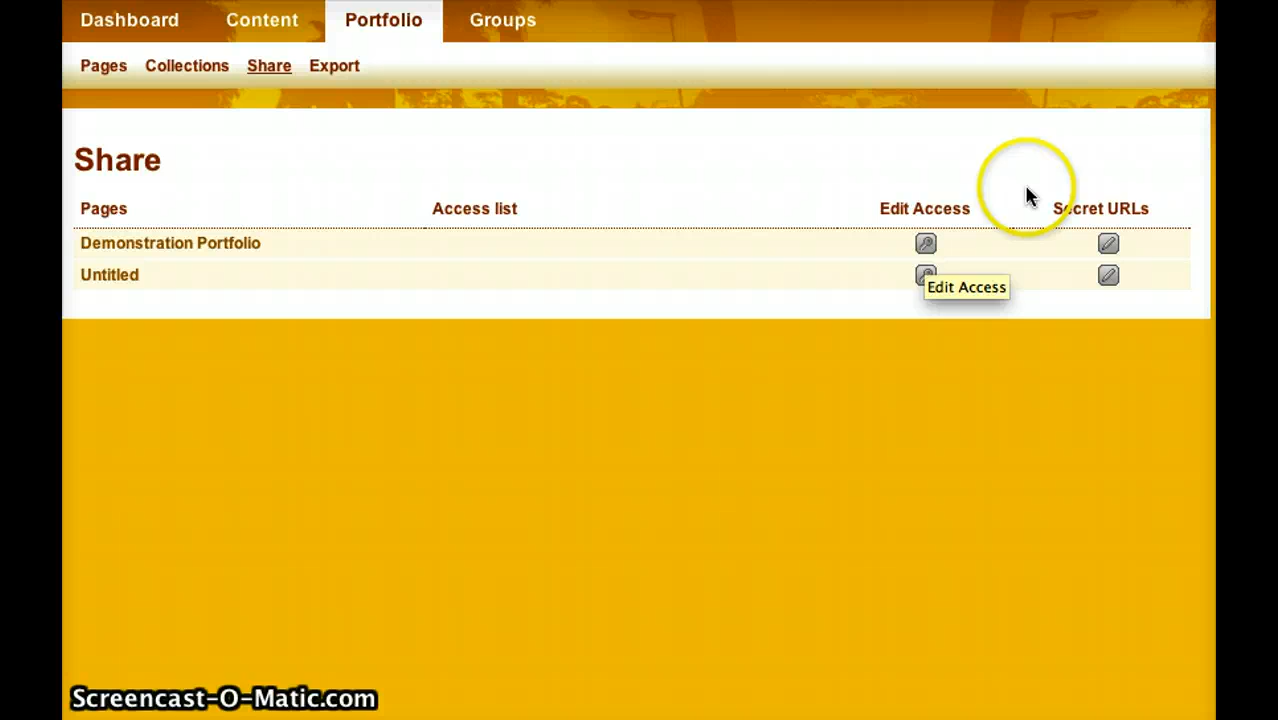 Dashboard Content Portfolio Groups
Pages Collections Share Export
Share
Pages Access list Edit Access Secret URLs
Demonstration Portfolio
Untitled
Edit Access
Screencast-O-Matic.com